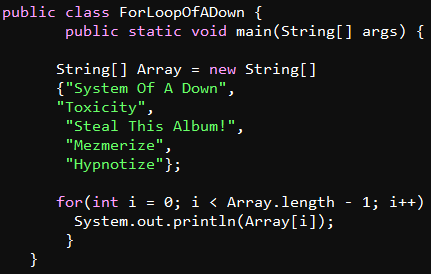 public class ForLoopOfADown {
public static void main(String[] args) {
String[] Array = new String[]
{"System Of A Down",
"Toxicity",
"Steal This Album!",
"Mezmerize",
"Hypnotize"};
for(int i = 0; i < Array.length - 1; i++)
System.out.println(Array[i]);
}
}